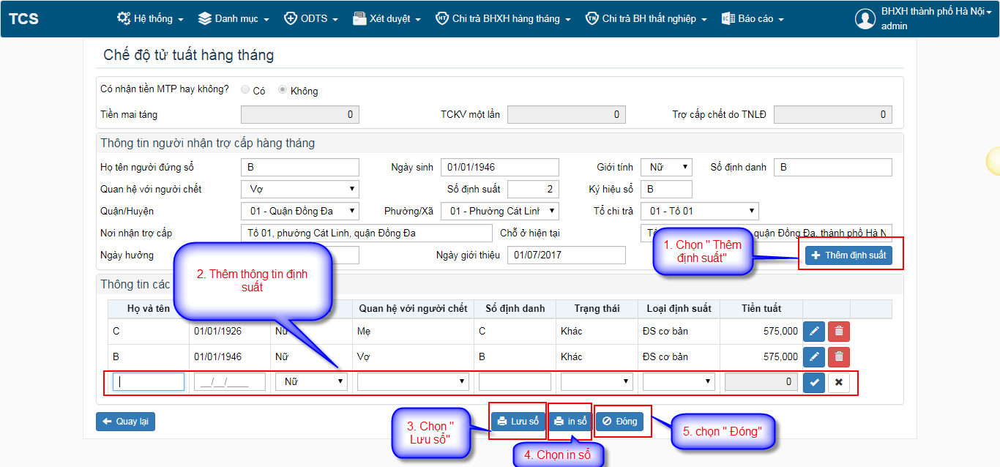 TCS Hệ thống Danh mục ODTS Xét duyệt Chi trả BHXH hàng tháng Chi trả BH thất nghiệp Báo cáo BHXH thành phố Hà Nội
admin
Chế độ tử tuất hàng tháng
Có nhận tiền MTP hay không? Có Không
Tiền mai táng 0 TCKV một lần 0 Trợ cấp chết do TNLĐ 0
Thông tin người nhận trợ cấp hàng tháng
Họ tên người đứng sổ B Ngày sinh 01/01/1946 Giới tính Nữ Số định danh B
Quan hệ với người chết Vợ Số định suất 2 Ký hiệu sổ B
Quận/Huyện 01 - Quận Đống Đa Phường/Xã 01 - Phường Cát Linh Tổ chi trả 01 - Tổ 01
Nơi nhận trợ cấp Tổ 01, phường Cát Linh, quận Đống Đa Chỗ ở hiện tại quận Đống Đa, thành phố Hà N
Ngày hưởng Ngày giới thiệu 01/07/2017 Thêm định suất
1. Chọn " Thêm
định suất"
2. Thêm thông tin định
suất
Thông tin các
Họ và tên Quan hệ với người chết Số định danh Trạng thái Loại định suất Tiền tuất
C 01/01/1926 Nữ Mẹ C Khác ĐS cơ bản 575,000
B 01/01/1946 Nữ Vợ B Khác ĐS cơ bản 575,000
__/__/____ Nữ 0
Quay lại Lưu sổ in sổ Đóng
3. Chọn "
Lưu sổ"
4. Chọn in sổ
5. chọn " Đóng"